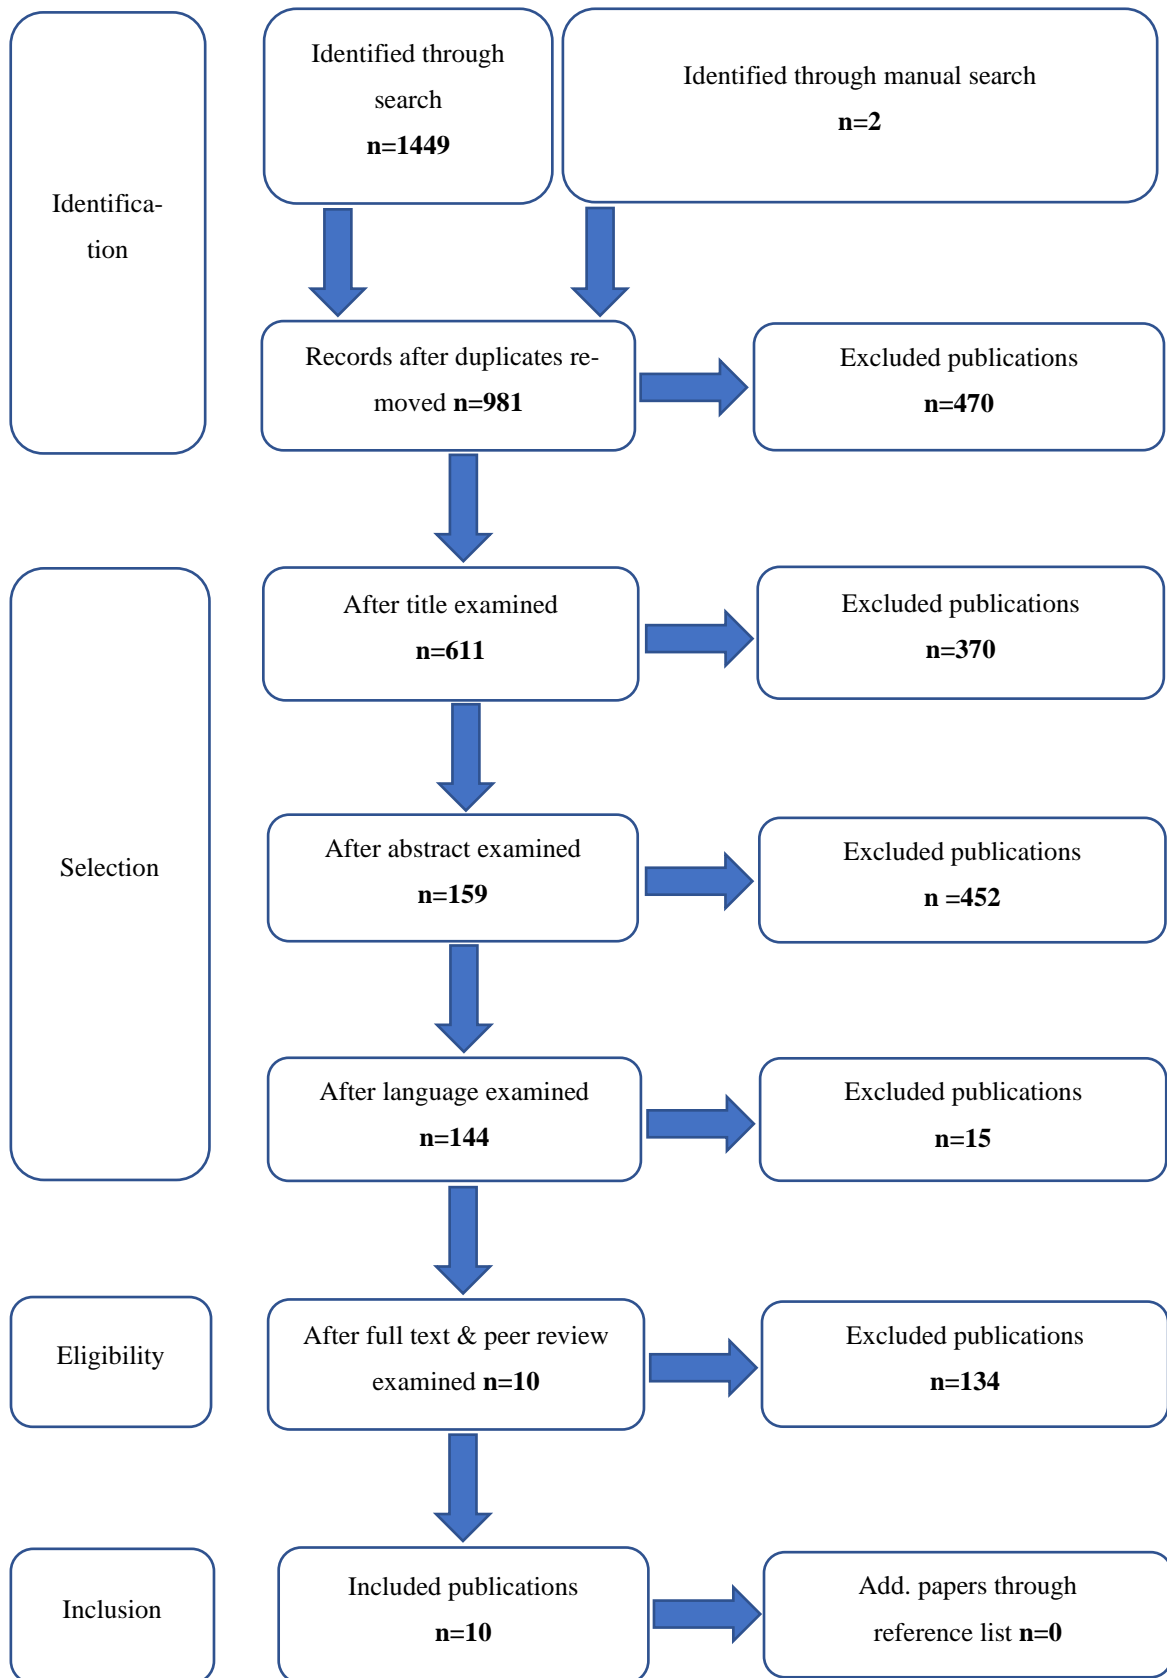 Identifica-
tion
Identified through
search
n=1449
Identified through manual search
n=2
Records after duplicates re-
moved n=981
Excluded publications
n=470
Selection
After title examined
n=611
Excluded publications
n=370
After abstract examined
n=159
Excluded publications
n =452
After language examined
n=144
Excluded publications
n=15
Eligibility
After full text & peer review
examined n=10
Excluded publications
n=134
Inclusion
Included publications
n=10
Add. papers through
reference list n=0